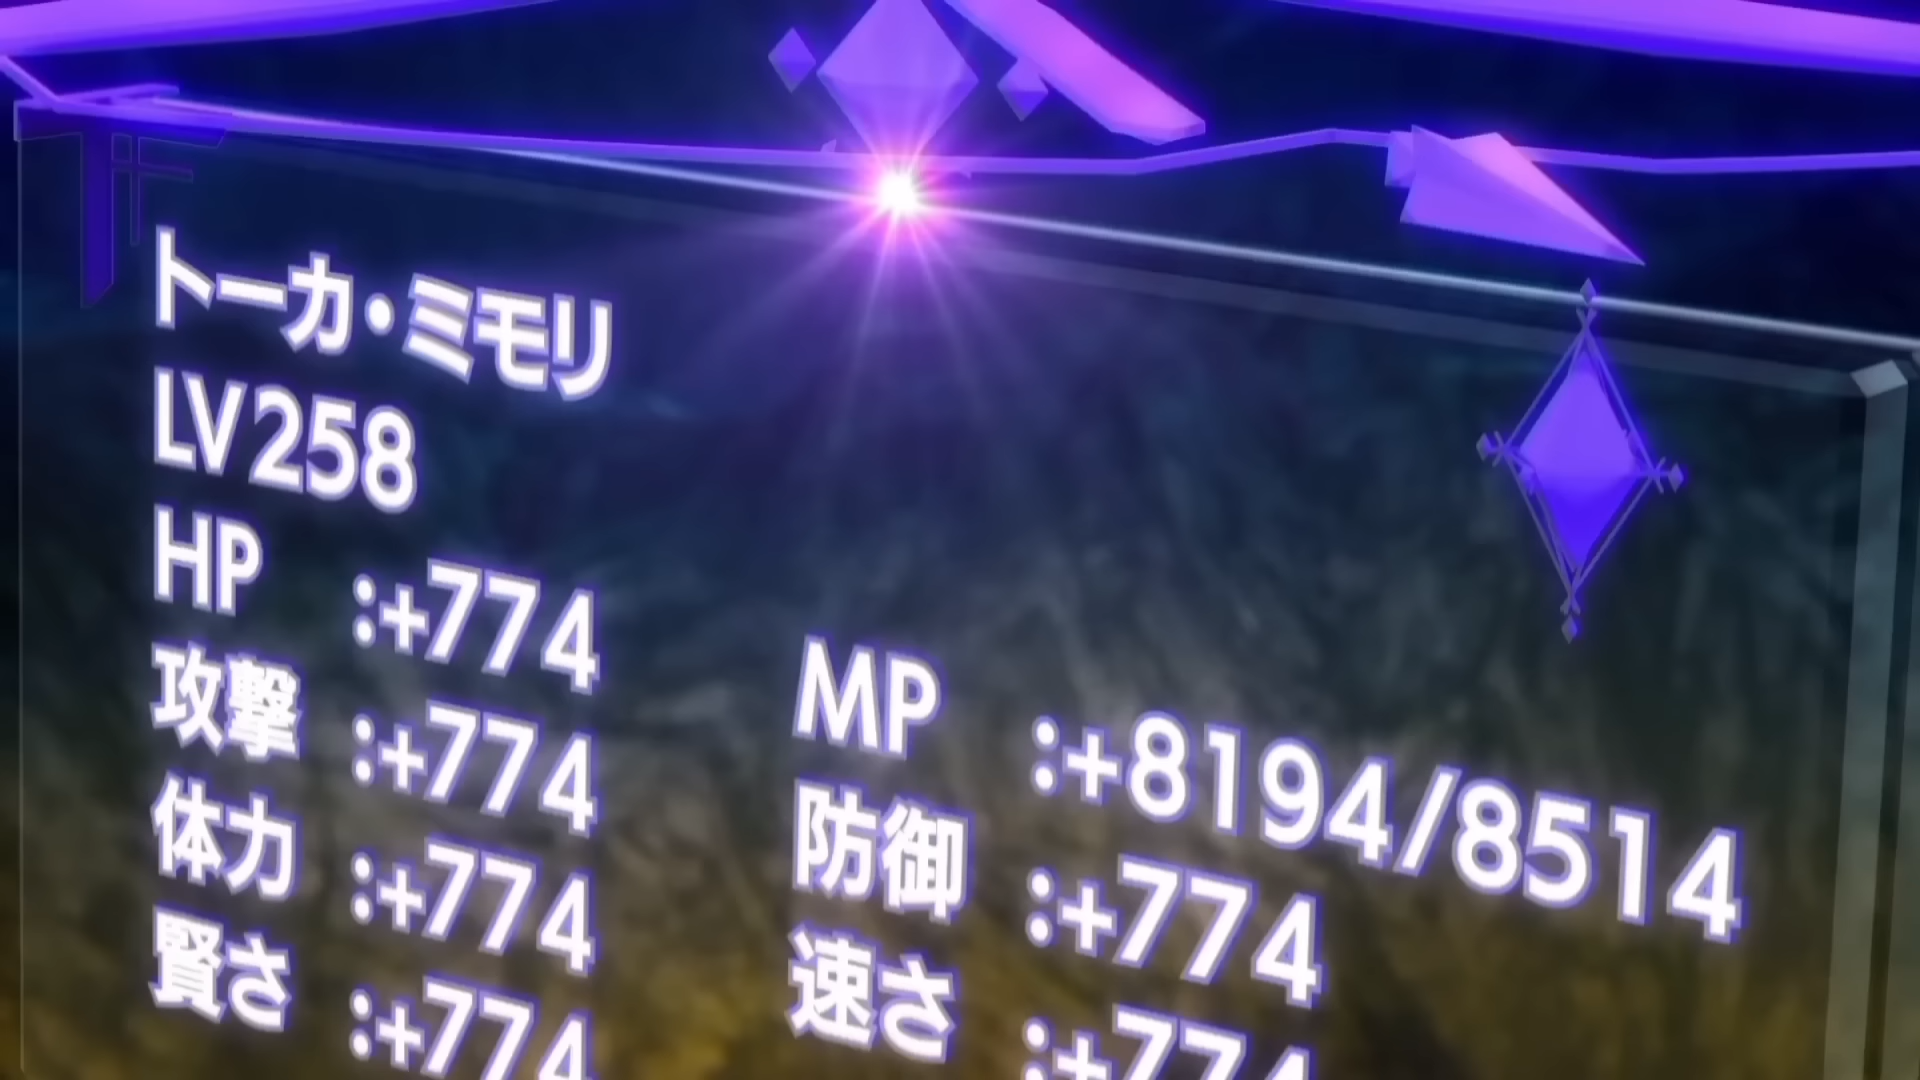 トーカ・ミモリ
LV258
HP :+774
MP :+8194/8514
攻撃 :+774
防御 :+774
体力 :+774
速さ :+774
賢さ :+774